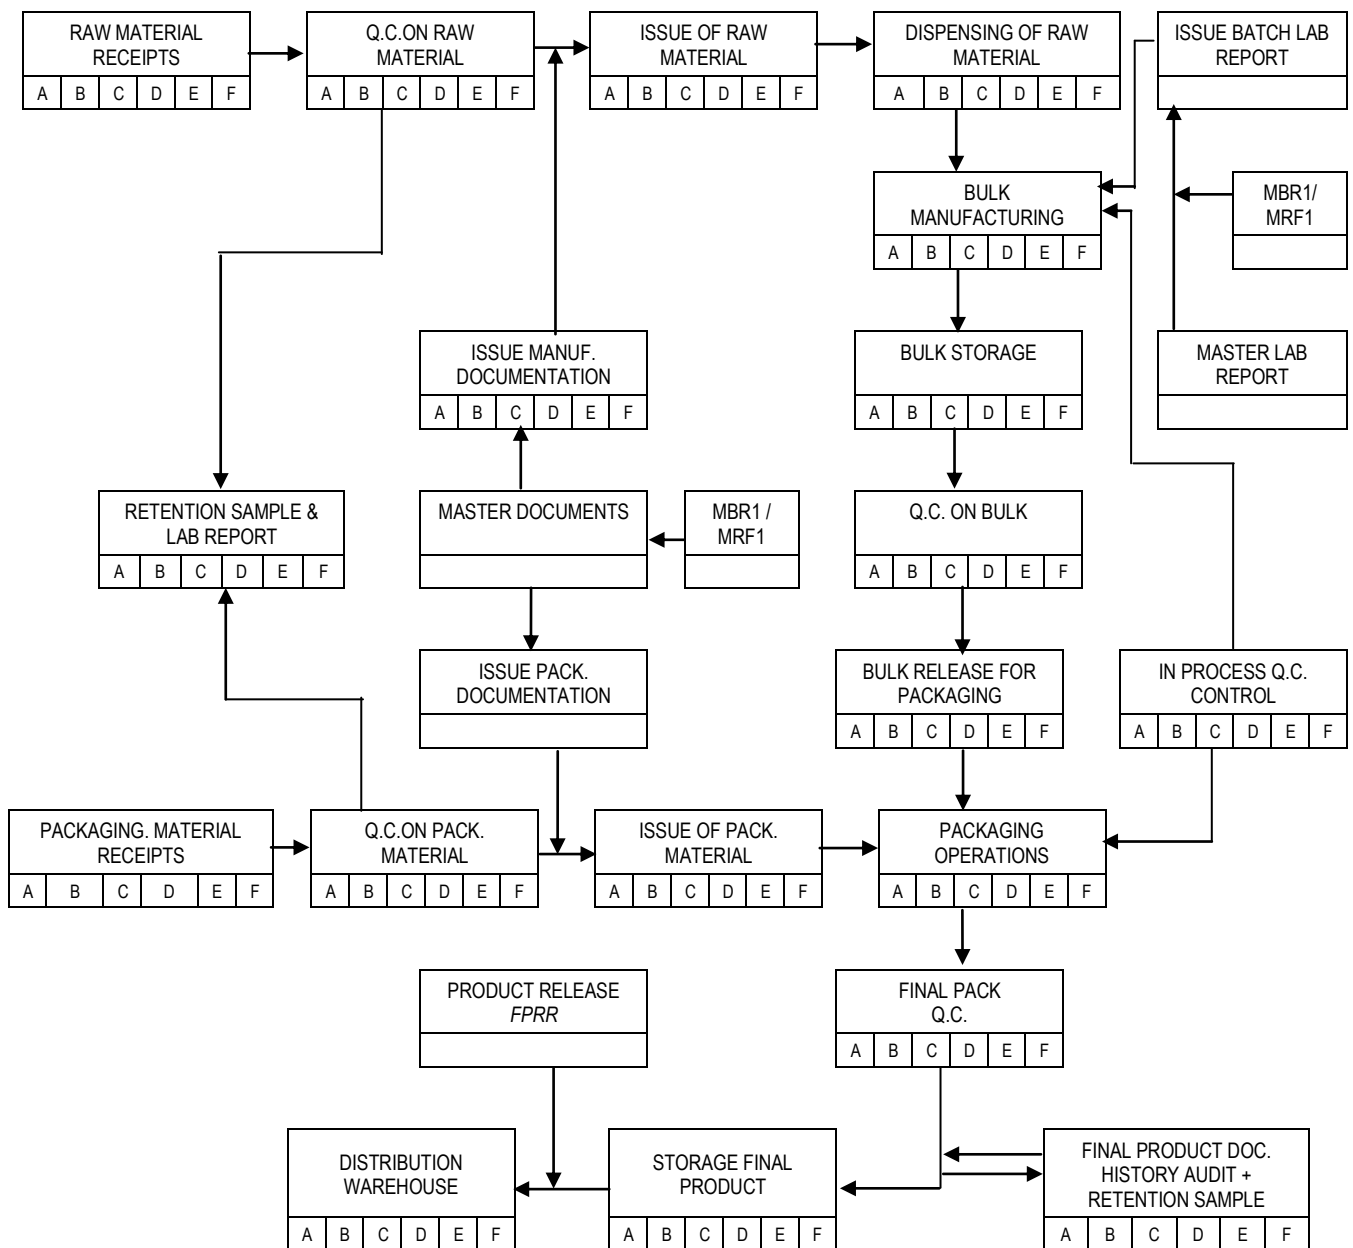 RAW MATERIAL
RECEIPTS
A B C D E F
Q.C.ON RAW
MATERIAL
A B C D E F
ISSUE OF RAW
MATERIAL
A B C D E F
DISPENSING OF RAW
MATERIAL
A B C D E F
ISSUE BATCH LAB
REPORT
BULK
MANUFACTURING
A B C D E F
MBR1/
MRF1
ISSUE MANUF.
DOCUMENTATION
A B C D E F
BULK STORAGE
A B C D E F
MASTER LAB
REPORT
RETENTION SAMPLE &
LAB REPORT
A B C D E F
MASTER DOCUMENTS
MBR1 /
MRF1
Q.C. ON BULK
A B C D E F
ISSUE PACK.
DOCUMENTATION
BULK RELEASE FOR
PACKAGING
A B C D E F
IN PROCESS Q.C.
CONTROL
A B C D E F
PACKAGING. MATERIAL
RECEIPTS
A B C D E F
Q.C.ON PACK.
MATERIAL
A B C D E F
ISSUE OF PACK.
MATERIAL
A B C D E F
PACKAGING
OPERATIONS
A B C D E F
PRODUCT RELEASE
FPRR
FINAL PACK
Q.C.
A B C D E F
DISTRIBUTION
WAREHOUSE
A B C D E F
STORAGE FINAL
PRODUCT
A B C D E F
FINAL PRODUCT DOC.
HISTORY AUDIT +
RETENTION SAMPLE
A B C D E F